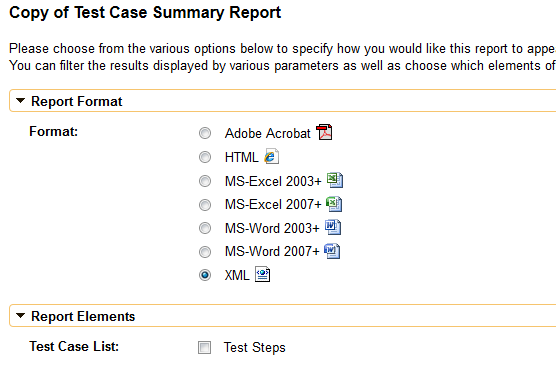 Copy of Test Case Summary Report
Please choose from the various options below to specify how you would like this report to appe
You can filter the results displayed by various parameters as well as choose which elements of
Report Format
Format:
Adobe Acrobat
HTML
MS-Excel 2003+
MS-Excel 2007+
MS-Word 2003+
MS-Word 2007+
XML
Report Elements
Test Case List: Test Steps